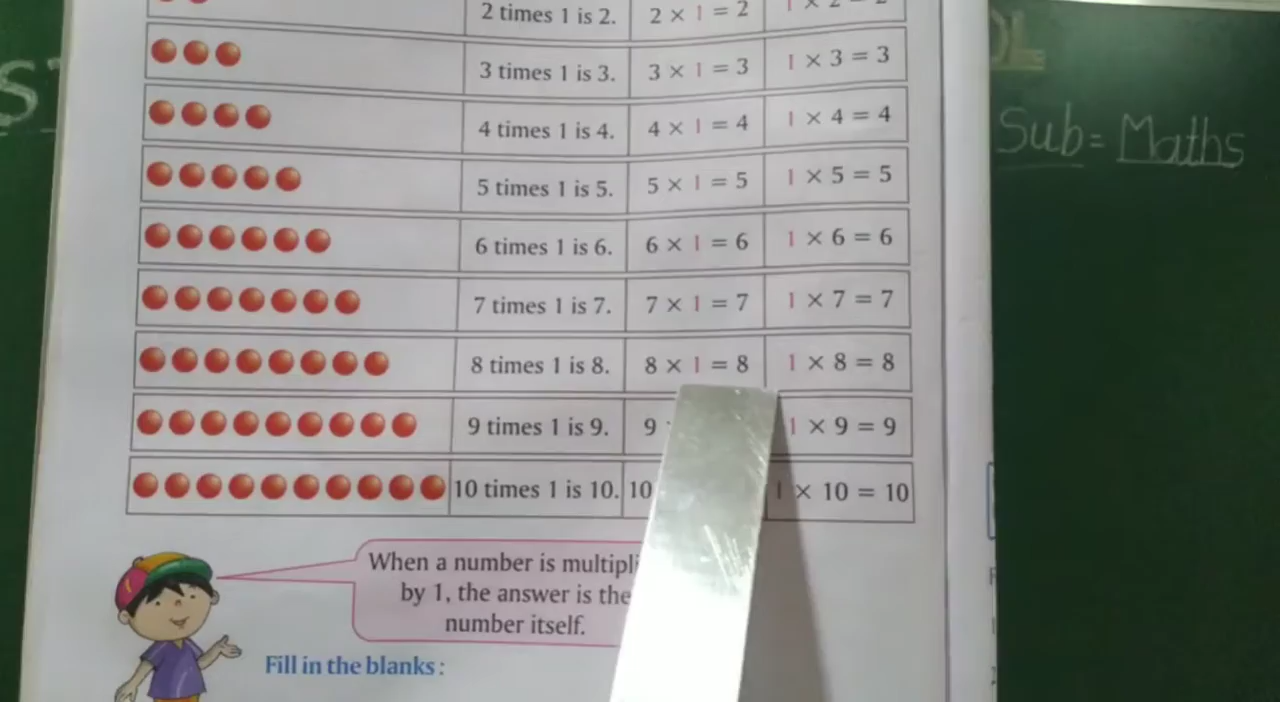 2 times 1 is 2. 2 × 1 = 2 1 × 2 = 2
3 times 1 is 3. 3 × 1 = 3 1 × 3 = 3
4 times 1 is 4. 4 × 1 = 4 1 × 4 = 4
5 times 1 is 5. 5 × 1 = 5 1 × 5 = 5
6 times 1 is 6. 6 × 1 = 6 1 × 6 = 6
7 times 1 is 7. 7 × 1 = 7 1 × 7 = 7
8 times 1 is 8. 8 × 1 = 8 1 × 8 = 8
9 times 1 is 9. 9 1 × 9 = 9
10 times 1 is 10. 10 1 × 10 = 10
When a number is
by 1, the answer is the
number itself.
Fill in the blanks :
Sub = Maths